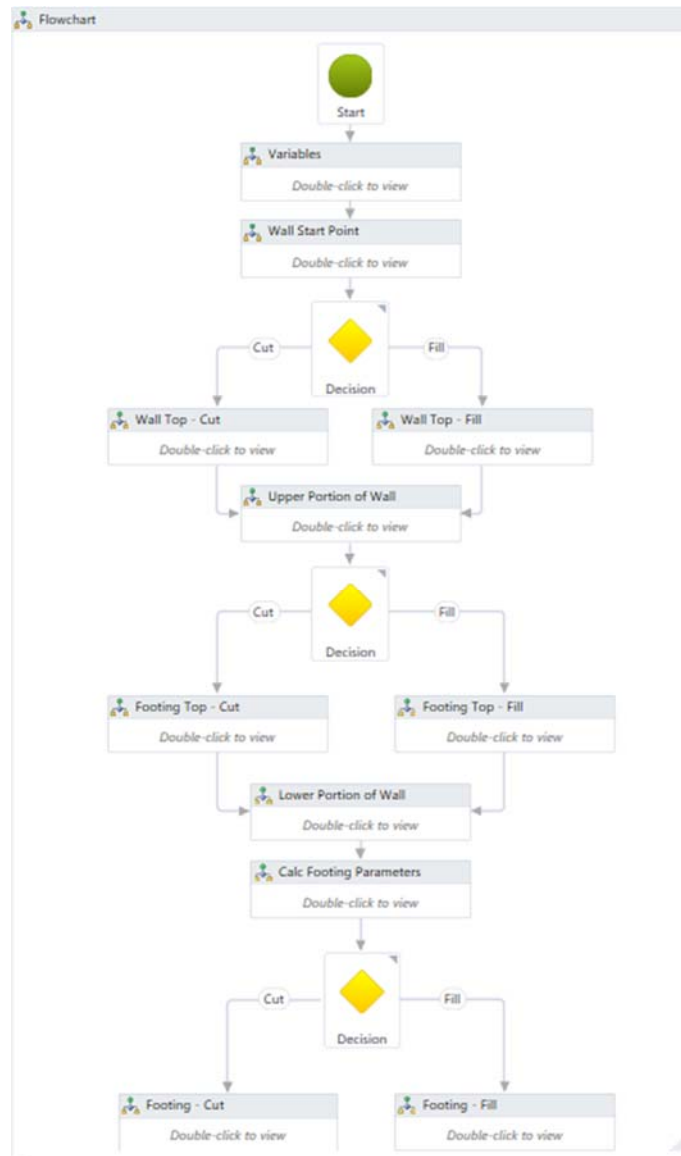 Flowchart
Start
Variables
Double-click to view
Wall Start Point
Double-click to view
Cut
Fill
Decision
Wall Top - Cut
Double-click to view
Wall Top - Fill
Double-click to view
Upper Portion of Wall
Double-click to view
Cut
Fill
Decision
Footing Top - Cut
Double-click to view
Footing Top - Fill
Double-click to view
Lower Portion of Wall
Double-click to view
Calc Footing Parameters
Double-click to view
Cut
Fill
Decision
Footing - Cut
Double-click to view
Footing - Fill
Double-click to view